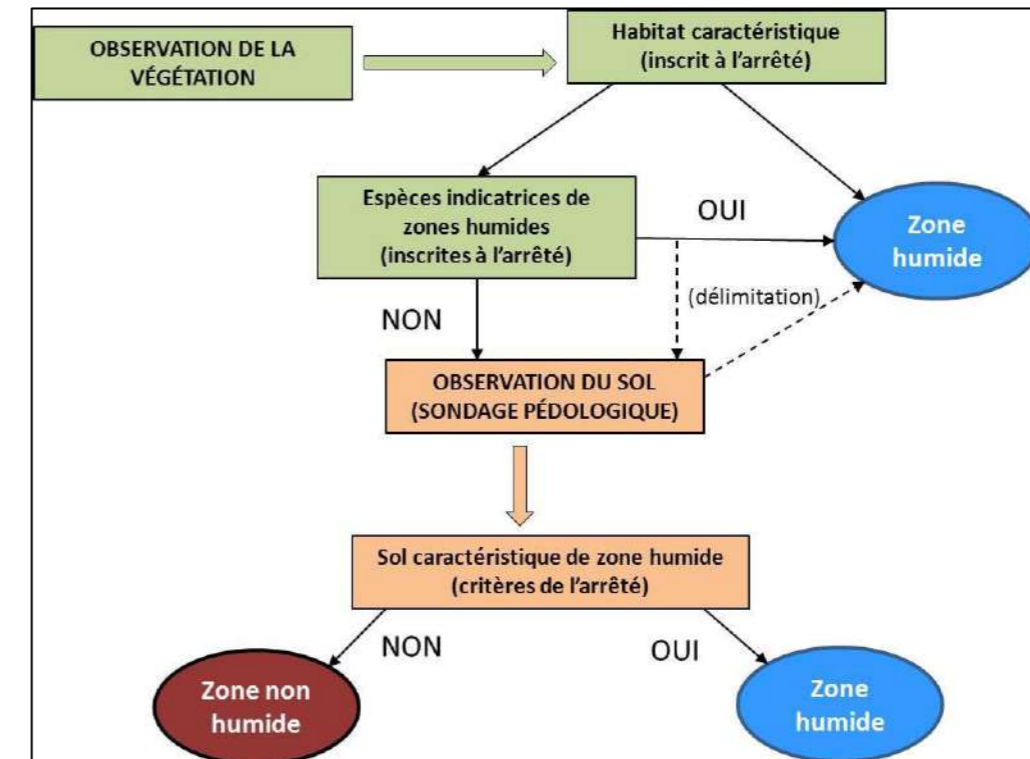 OBSERVATION DE LA
VÉGÉTATION
Habitat caractéristique
(inscrit à l’arrêté)
Espèces indicatrices de
zones humides
(inscrites à l’arrêté)
OUI
Zone
humide
(délimitation)
NON
OBSERVATION DU SOL
(SONDAGE PÉDOLOGIQUE)
Sol caractéristique de zone humide
(critères de l’arrêté)
NON
OUI
Zone non
humide
Zone
humide